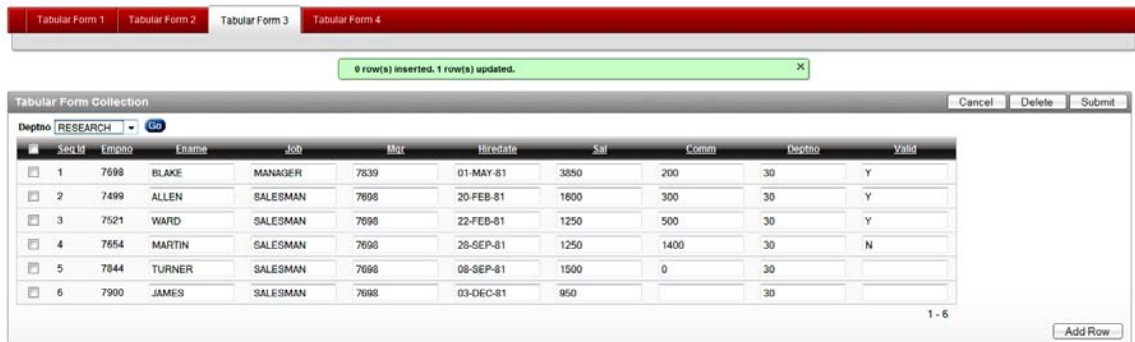 Tabular Form 1 Tabular Form 2 Tabular Form 3 Tabular Form 4
0 row(s) inserted. 1 row(s) updated. ×
Tabular Form Collection Cancel Delete Submit
Deptno RESEARCH Go
Seq Id Empno Ename Job Mgr Hiredate Sal Comm Deptno Valid
1 7698 BLAKE MANAGER 7839 01-MAY-81 3850 200 30 Y
2 7499 ALLEN SALESMAN 7698 20-FEB-81 1600 300 30 Y
3 7521 WARD SALESMAN 7698 22-FEB-81 1250 500 30 Y
4 7654 MARTIN SALESMAN 7698 28-SEP-81 1250 1400 30 N
5 7844 TURNER SALESMAN 7698 08-SEP-81 1500 0 30
6 7900 JAMES SALESMAN 7698 03-DEC-81 950 30
1 - 6
Add Row